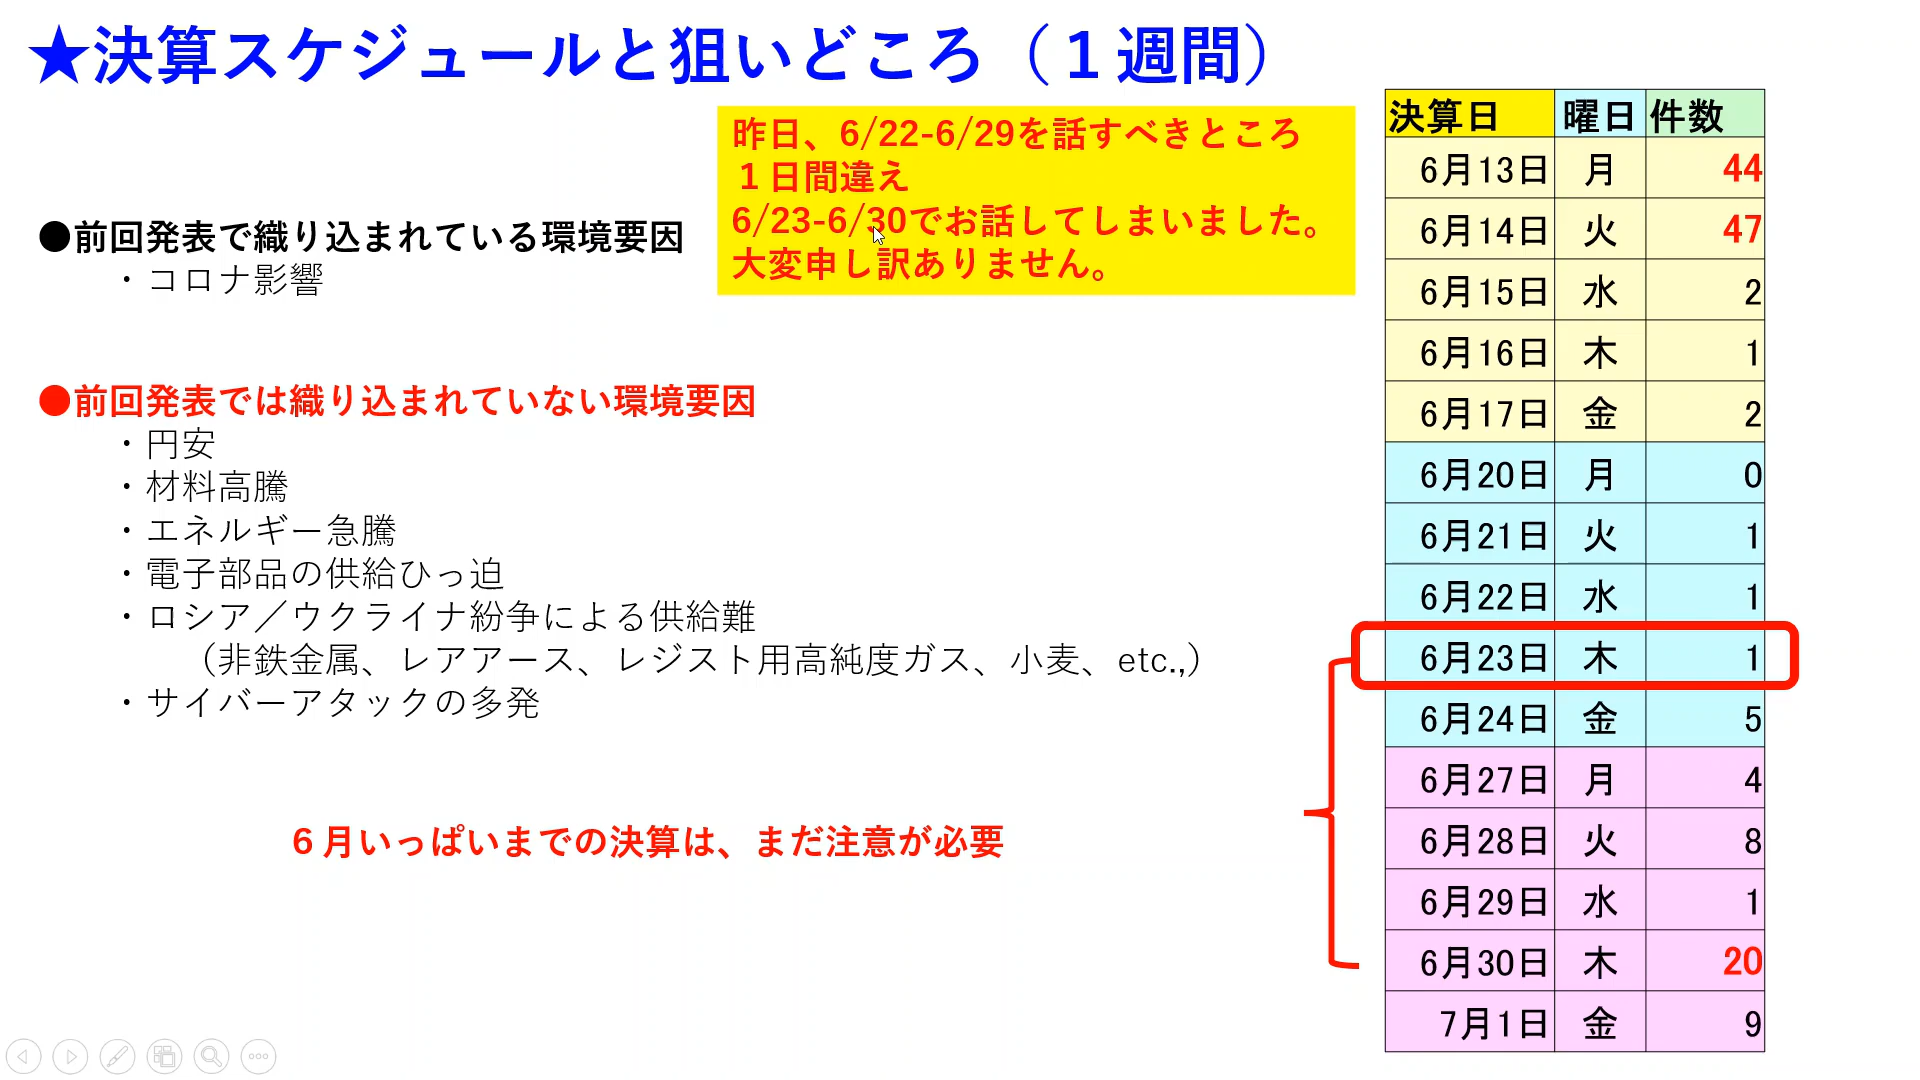 ★決算スケジュールと狙いどころ（１週間）
昨日、6/22-6/29を話すべきところ
１日間違え
6/23-6/30でお話してしまいました。
大変申し訳ありません。
●前回発表で織り込まれている環境要因
・コロナ影響
●前回発表では織り込まれていない環境要因
・円安
・材料高騰
・エネルギー急騰
・電子部品の供給ひっ迫
・ロシア／ウクライナ紛争による供給難
（非鉄金属、レアアース、レジスト用高純度ガス、小麦、etc.,）
・サイバーアタックの多発
６月いっぱいまでの決算は、まだ注意が必要
決算日 曜日 件数
6月13日 月 44
6月14日 火 47
6月15日 水 2
6月16日 木 1
6月17日 金 2
6月20日 月 0
6月21日 火 1
6月22日 水 1
6月23日 木 1
6月24日 金 5
6月27日 月 4
6月28日 火 8
6月29日 水 1
6月30日 木 20
7月1日 金 9